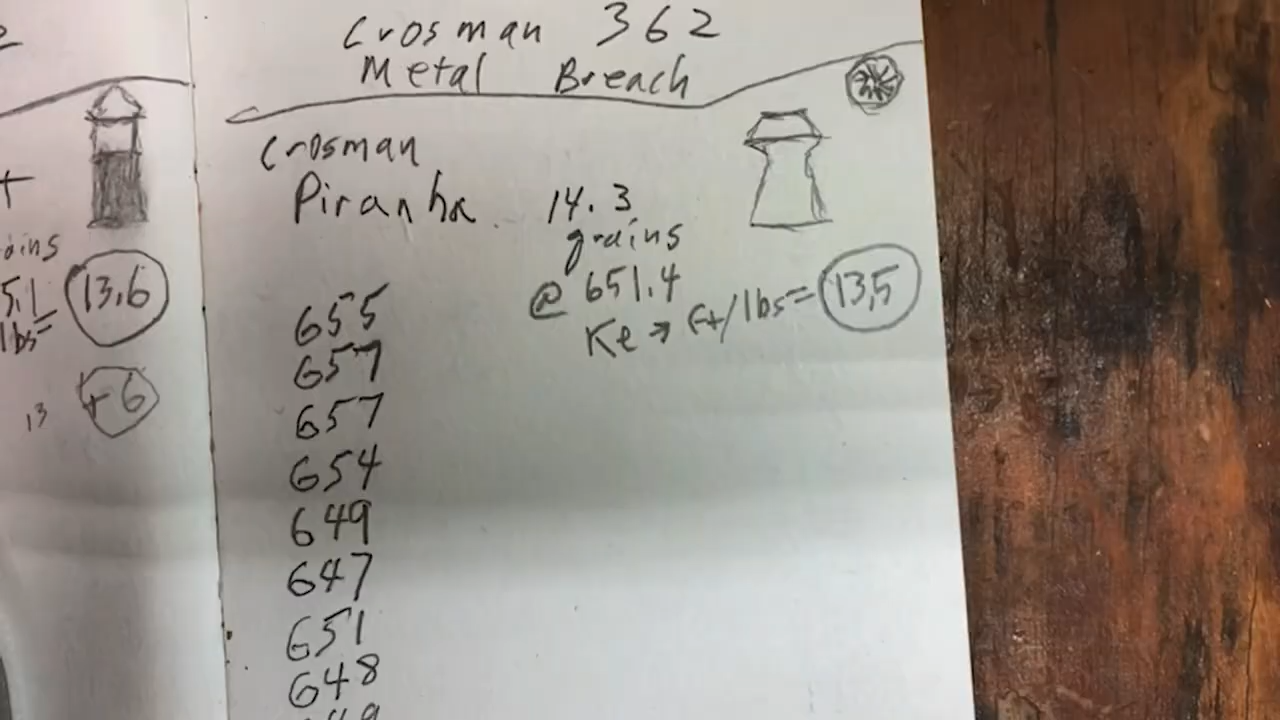 Crosman 362
Metal Breach
Crosman
Piranha 14.3
grains
@ 651.4
Ke → Ft/lbs = 13,5
655
657
657
654
649
647
651
648
13,6
lbs=
13 +6